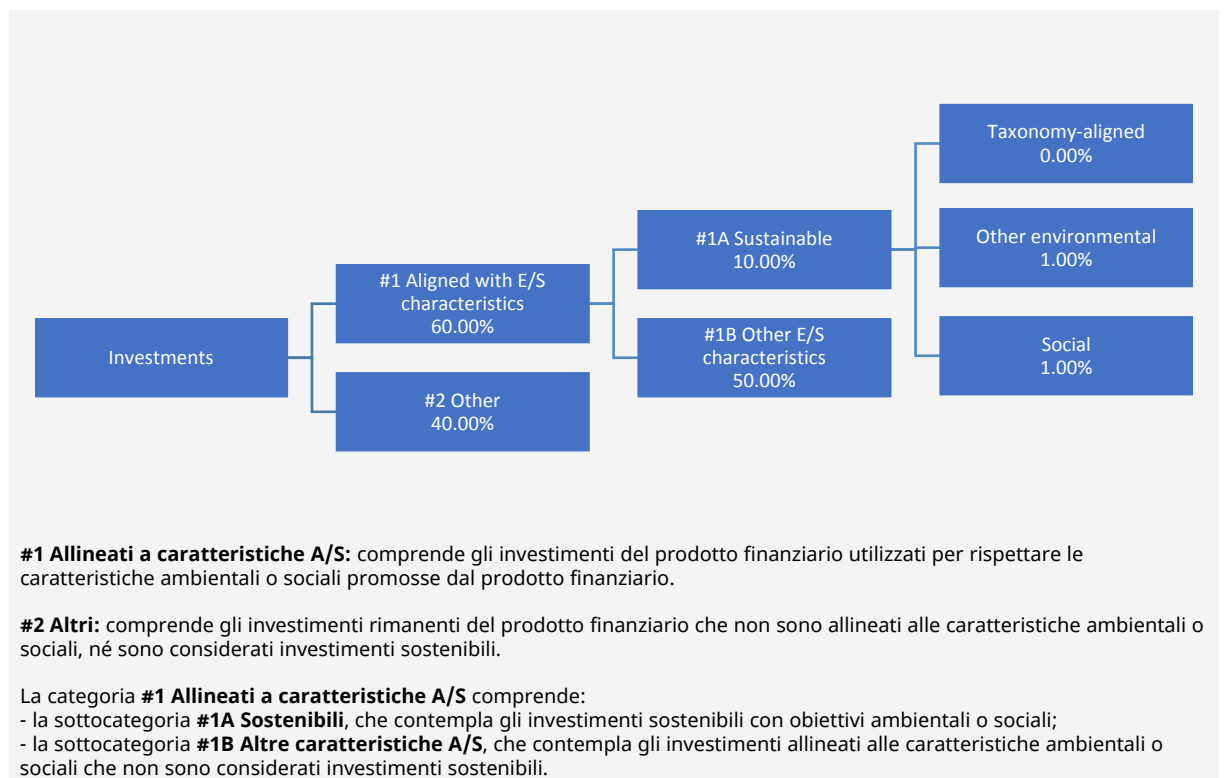 Taxonomy-aligned
0.00%
#1A Sustainable
10.00%
Other environmental
1.00%
#1 Aligned with E/S
characteristics
60.00%
Investments
#1B Other E/S
characteristics
50.00%
Social
1.00%
#2 Other
40.00%
#1 Allineati a caratteristiche A/S: comprende gli investimenti del prodotto finanziario utilizzati per rispettare le
caratteristiche ambientali o sociali promosse dal prodotto finanziario.
#2 Altri: comprende gli investimenti rimanenti del prodotto finanziario che non sono allineati alle caratteristiche ambientali o
sociali, né sono considerati investimenti sostenibili.
La categoria #1 Allineati a caratteristiche A/S comprende:
- la sottocategoria #1A Sostenibili, che contempla gli investimenti sostenibili con obiettivi ambientali o sociali;
- la sottocategoria #1B Altre caratteristiche A/S, che contempla gli investimenti allineati alle caratteristiche ambientali o
sociali che non sono considerati investimenti sostenibili.